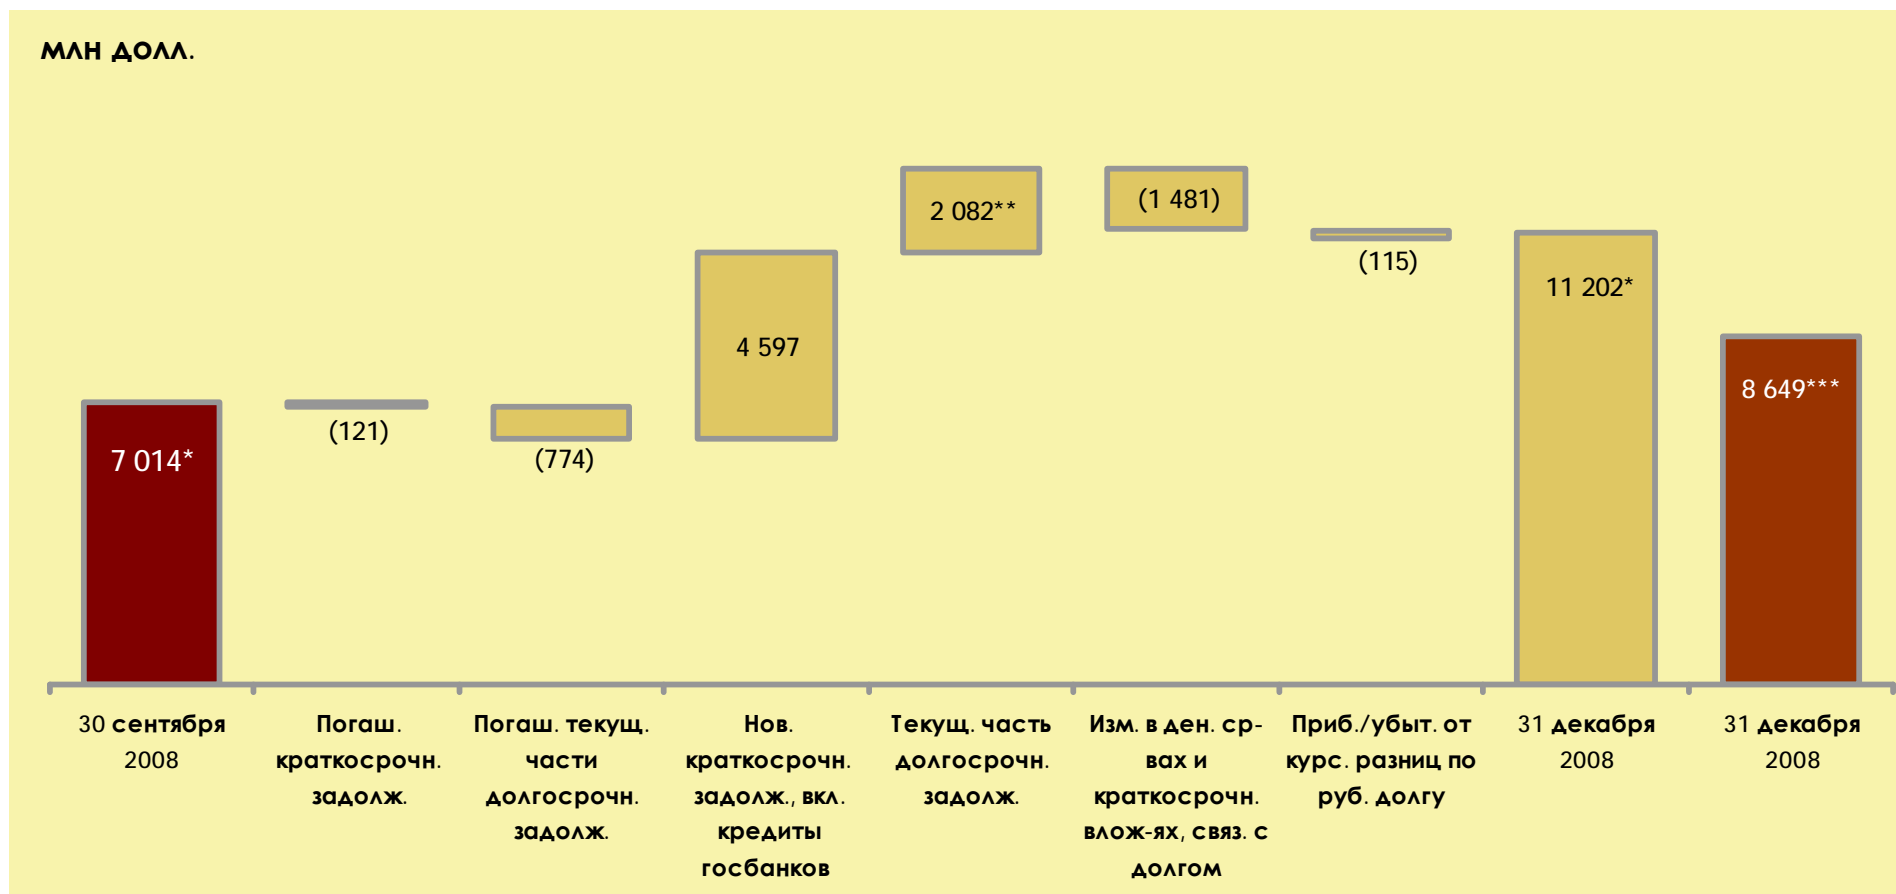 млн долл.
2 082**
(1 481)
(115)
11 202*
4 597
8 649***
(121)
(774)
7 014*
30 сентября
2008
Погаш.
краткосрочн.
задолж.
Погаш. текущ.
части
долгосрочн.
задолж.
Нов.
краткосрочн.
задолж., вкл.
кредиты
госбанков
Текущ. часть
долгосрочн.
задолж.
Изм. в ден. ср-
вах и
краткосрочн.
влож-ях, связ. с
долгом
Приб./убыт. от
курс. разниц по
руб. долгу
31 декабря
2008
31 декабря
2008